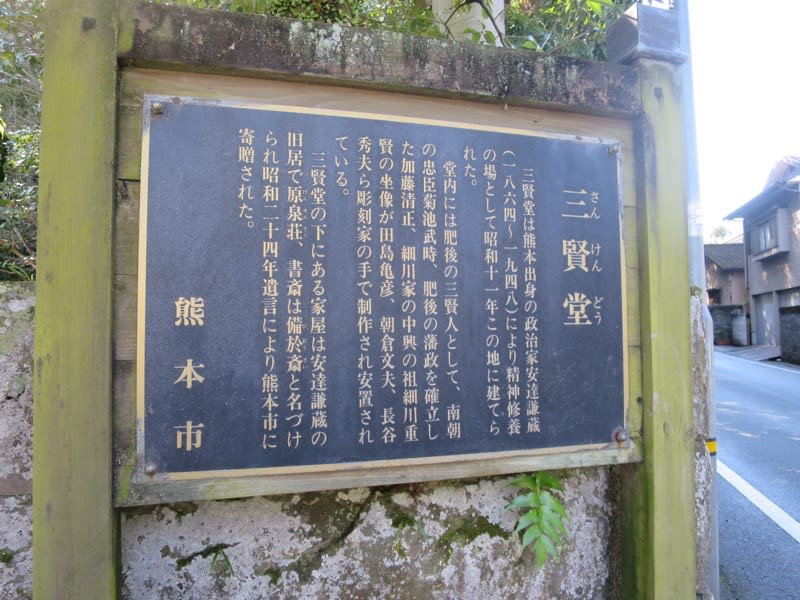 三賢堂
さんけんどう
三賢堂は熊本出身の政治家安達謙蔵
(一八六四〜一九四八)により精神修養
の場として昭和十一年この地に建てら
れた。
堂内には肥後の三賢人として、南朝
の忠臣菊池武時、肥後の藩政を確立し
た加藤清正、細川家の中興の祖細川重
賢の坐像が田島亀彦、朝倉文夫、長谷
秀夫ら彫刻家の手で制作され安置され
ている。
三賢堂の下にある家屋は安達謙蔵の
旧居で原泉荘、書斎は備於斎と名づけ
られ昭和二十四年遺言により熊本市に
寄贈された。
熊本市